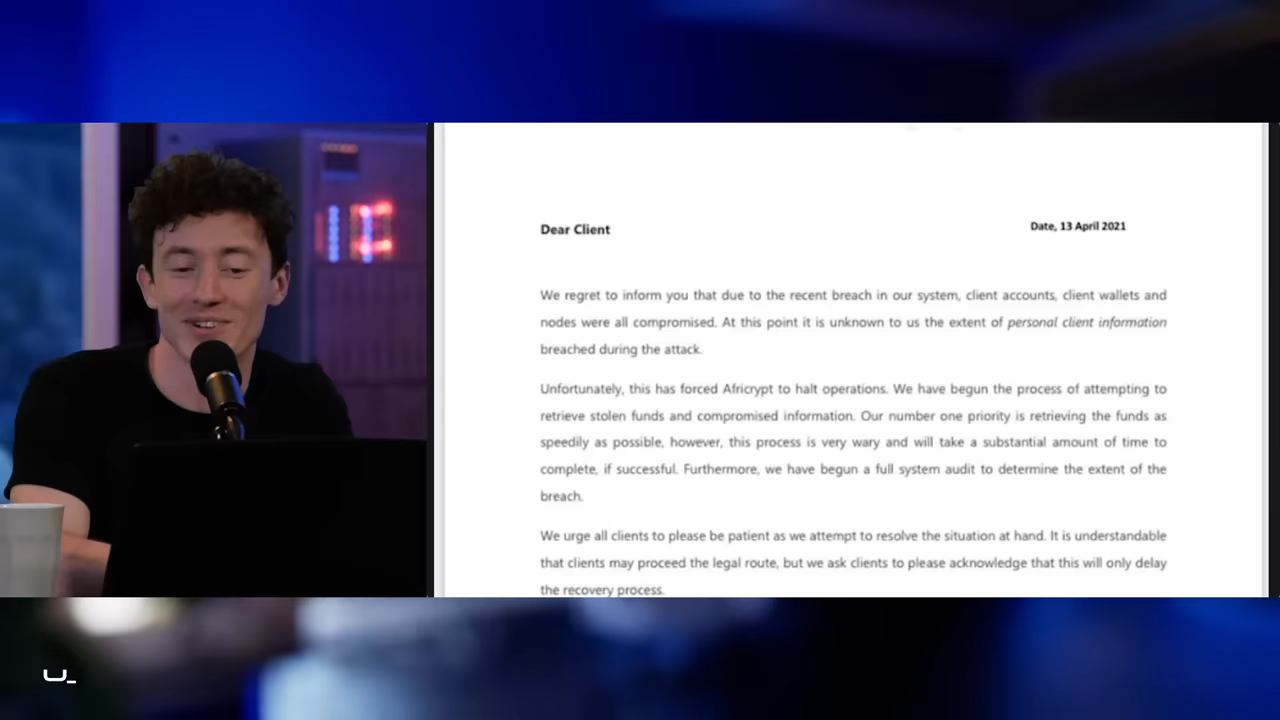 Dear Client
Date, 13 April 2021
We regret to inform you that due to the recent breach in our system, client accounts, client wallets and
nodes were all compromised. At this point it is unknown to us the extent of personal client information
breached during the attack.
Unfortunately, this has forced Africrypt to halt operations. We have begun the process of attempting to
retrieve stolen funds and compromised information. Our number one priority is retrieving the funds as
speedily as possible, however, this process is very wary and will take a substantial amount of time to
complete, if successful. Furthermore, we have begun a full system audit to determine the extent of the
breach.
We urge all clients to please be patient as we attempt to resolve the situation at hand. It is understandable
that clients may proceed the legal route, but we ask clients to please acknowledge that this will only delay
the recovery process.